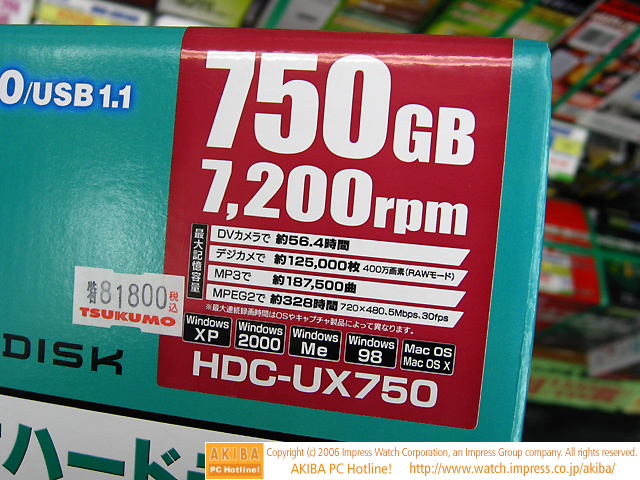 0/USB 1.1
750GB
7,200rpm
最大記憶容量
DVカメラで 約56.4時間
デジカメで 約125,000枚 400万画素(RAWモード)
MP3で 約187,500曲
MPEG2で 約328時間 720×480、5Mbps、30fps
※最大連続録画時間はOSやキャプチャ製品によって異なります。
Windows XP
Windows 2000
Windows Me
Windows 98
Mac OS
Mac OS X
HDC-UX750
特81800税込
TSUKUMO
DISK
ハード
AKIBA
PC Hotline!
Copyright (c) 2006 Impress Watch Corporation, an Impress Group company. All rights reserved.
AKIBA PC Hotline! http://www.watch.impress.co.jp/akiba/